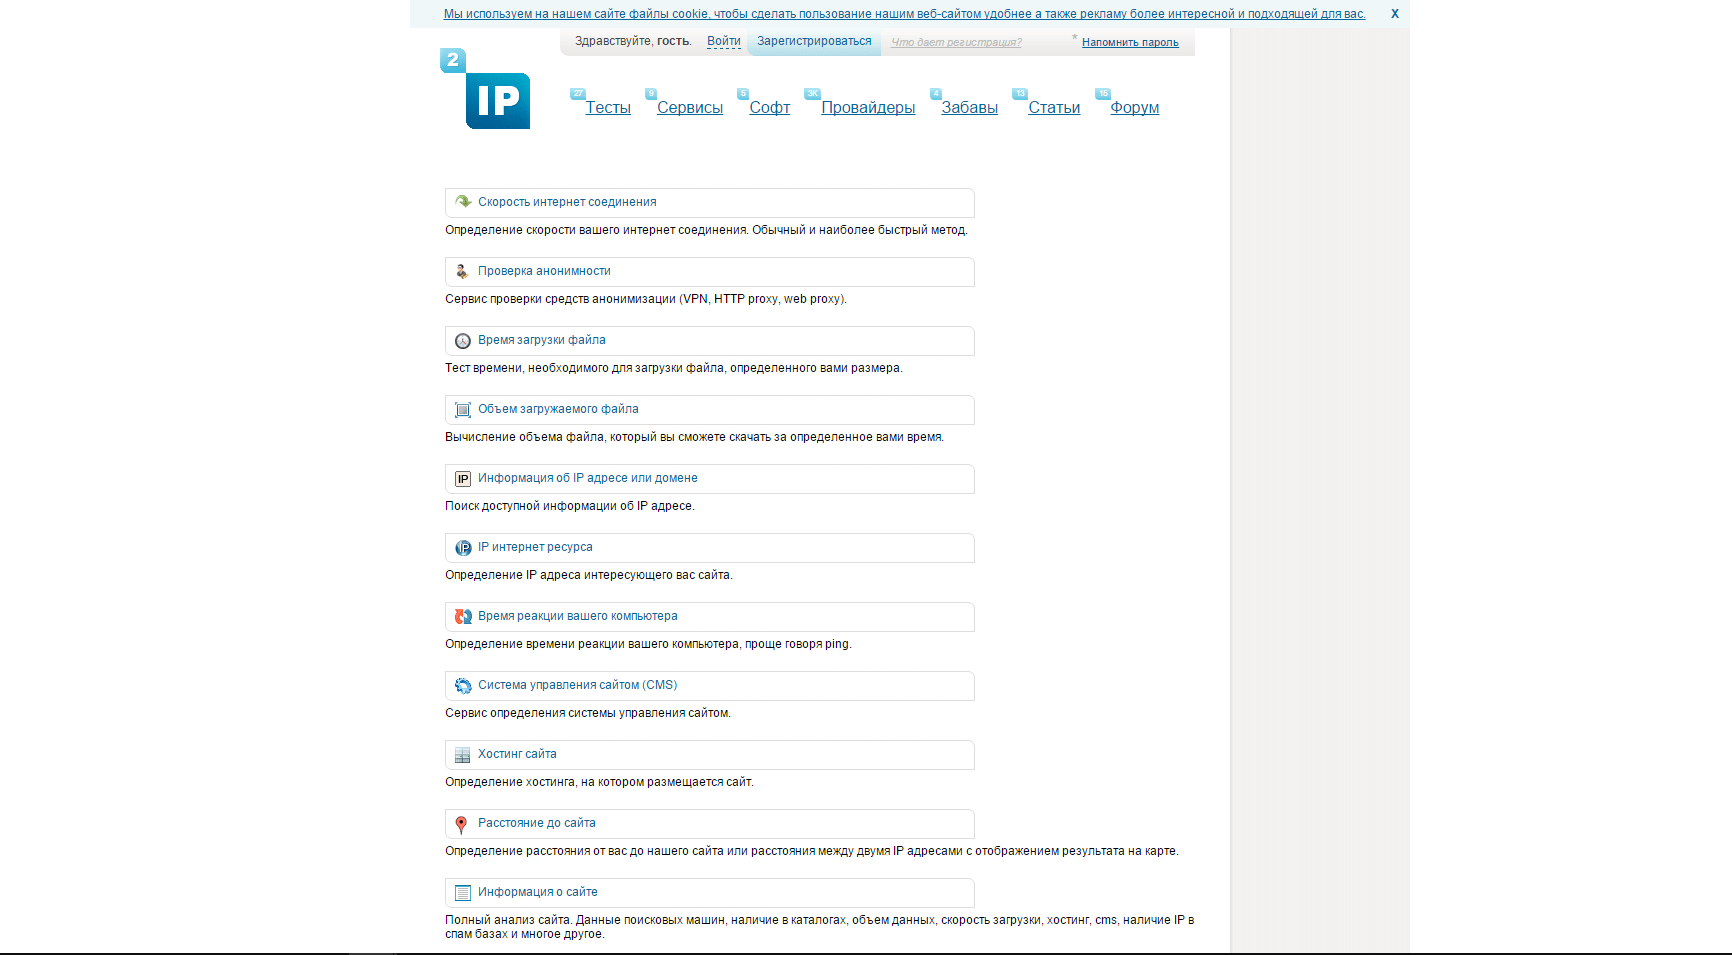 Мы используем на нашем сайте файлы cookie, чтобы сделать пользование нашим веб-сайтом удобнее а также рекламу более интересной и подходящей для вас. X
Здравствуйте, гость. Войти Зарегистрироваться Что дает регистрация? * Напомнить пароль
2
IP
27 Тесты 9 Сервисы 5 Софт 3K Провайдеры 4 Забавы 13 Статьи 15 Форум
Скорость интернет соединения
Определение скорости вашего интернет соединения. Обычный и наиболее быстрый метод.
Проверка анонимности
Сервис проверки средств анонимизации (VPN, HTTP proxy, web proxy).
Время загрузки файла
Тест времени, необходимого для загрузки файла, определенного вами размера.
Объем загружаемого файла
Вычисление объема файла, который вы сможете скачать за определенное вами время.
IP Информация об IP адресе или домене
Поиск доступной информации об IP адресе.
IP IP интернет ресурса
Определение IP адреса интересующего вас сайта.
Время реакции вашего компьютера
Определение времени реакции вашего компьютера, проще говоря ping.
Система управления сайтом (CMS)
Сервис определения системы управления сайтом.
Хостинг сайта
Определение хостинга, на котором размещается сайт.
Расстояние до сайта
Определение расстояния от вас до нашего сайта или расстояния между двумя IP адресами с отображением результата на карте.
Информация о сайте
Полный анализ сайта. Данные поисковых машин, наличие в каталогах, объем данных, скорость загрузки, хостинг, cms, наличие IP в
спам базах и многое другое.